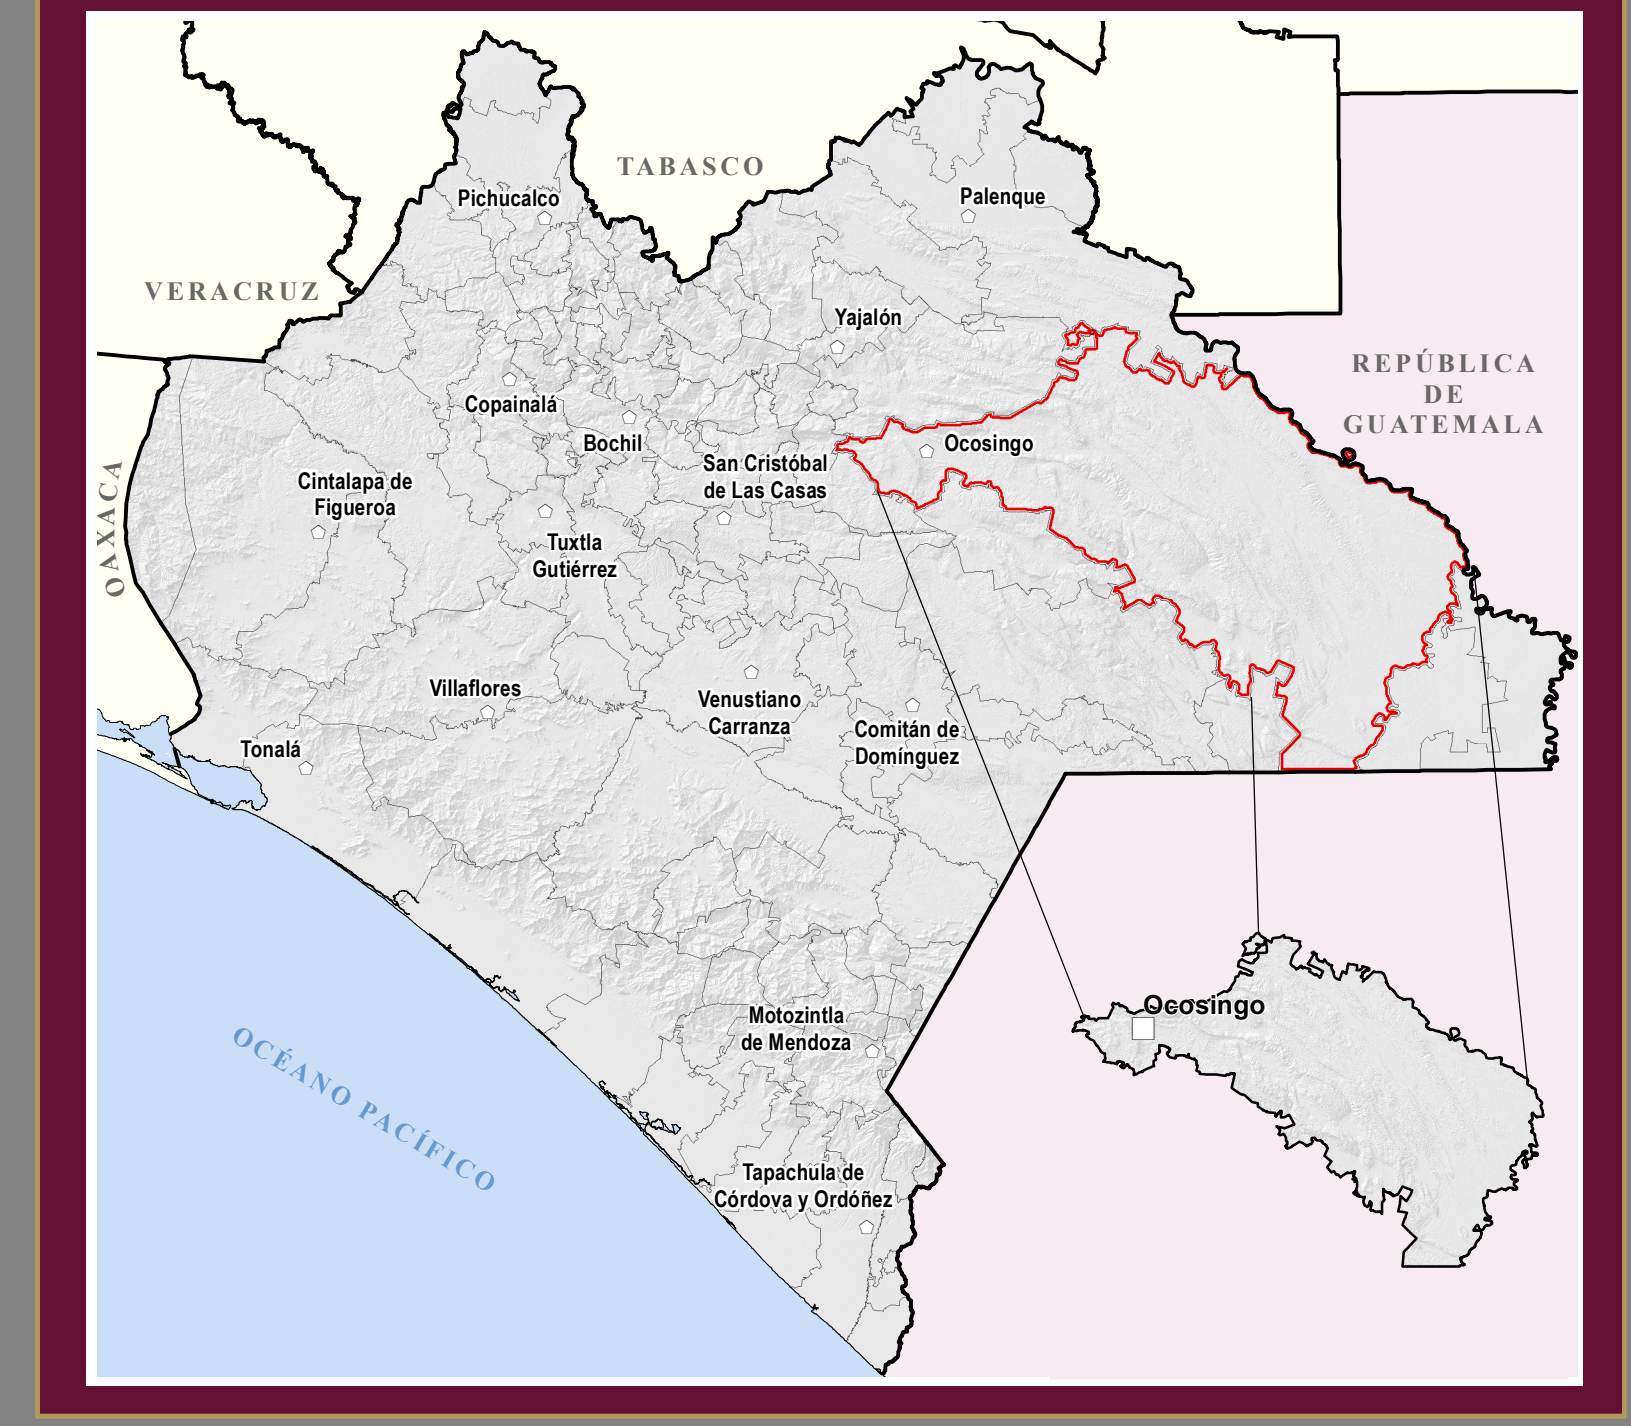 TABASCO
Pichucalco
Palenque
VERACRUZ
Yajalón
REPÚBLICA
DE
GUATEMALA
Copainalá
Bochil
Ocosingo
San Cristóbal
de Las Casas
Cintalapa de
Figueroa
OAXACA
Tuxtla
Gutiérrez
Villaflores
Venustiano
Carranza
Comitán de
Domínguez
Tonalá
Ocosingo
Motozintla
de Mendoza
OCÉANO PACÍFICO
Tapachula de
Córdova y Ordóñez